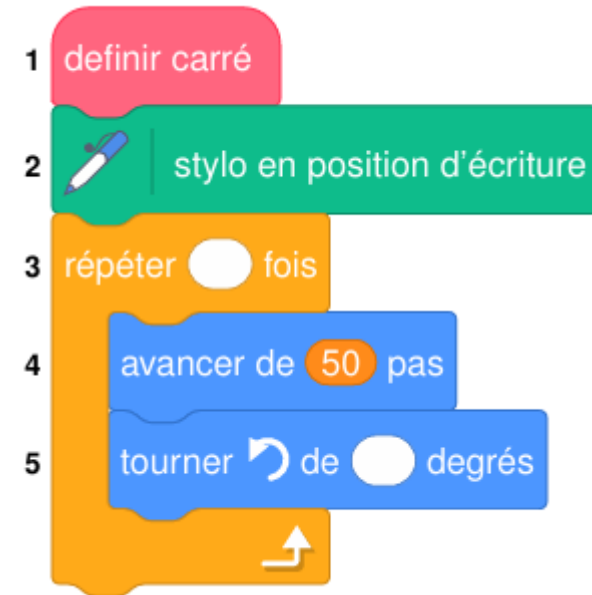 1 definir carré
2 stylo en position d'écriture
3 répéter fois
4 avancer de 50 pas
5 tourner de degrés